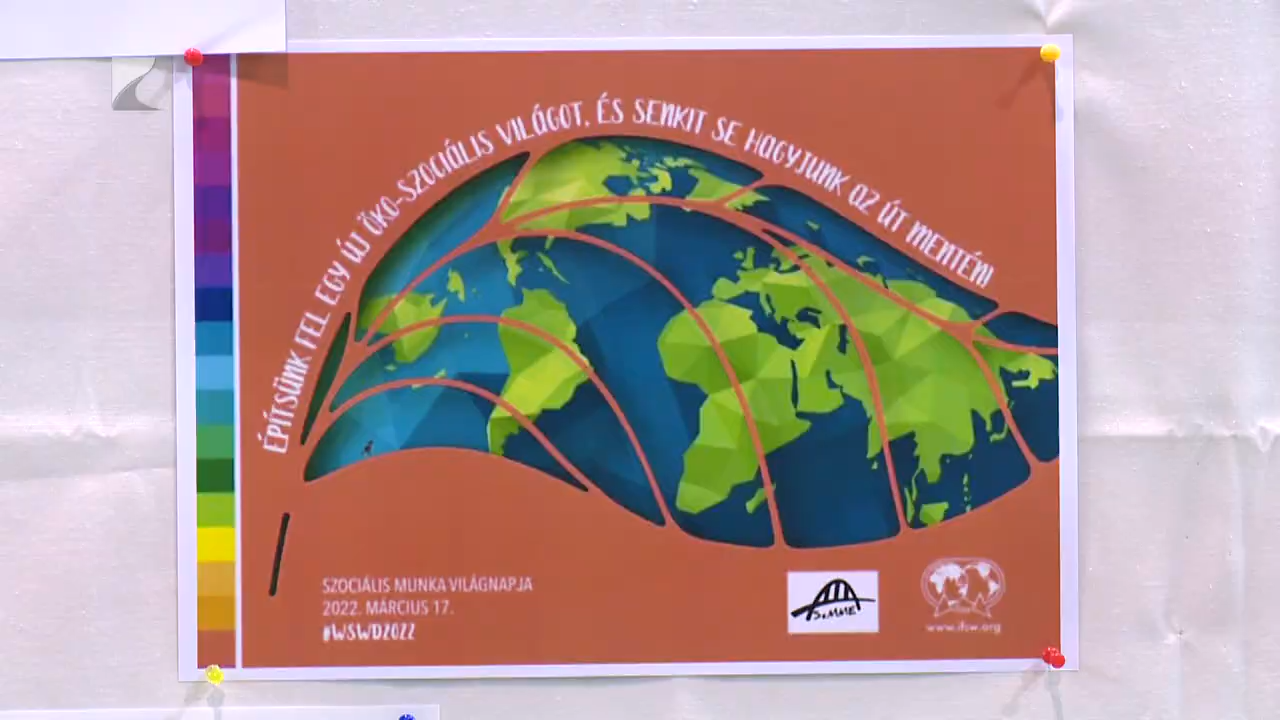 ÉPÍTSÜNK FEL EGY ÚJ ÖKO-SZOCIÁLIS VILÁGOT, ÉS SENKIT SE HAGYJUNK AZ ÚT MENTÉN!
SZOCIÁLIS MUNKA VILÁGNAPJA
2022. MÁRCIUS 17.
#WSWD2022
SZMME
www.ifsw.org